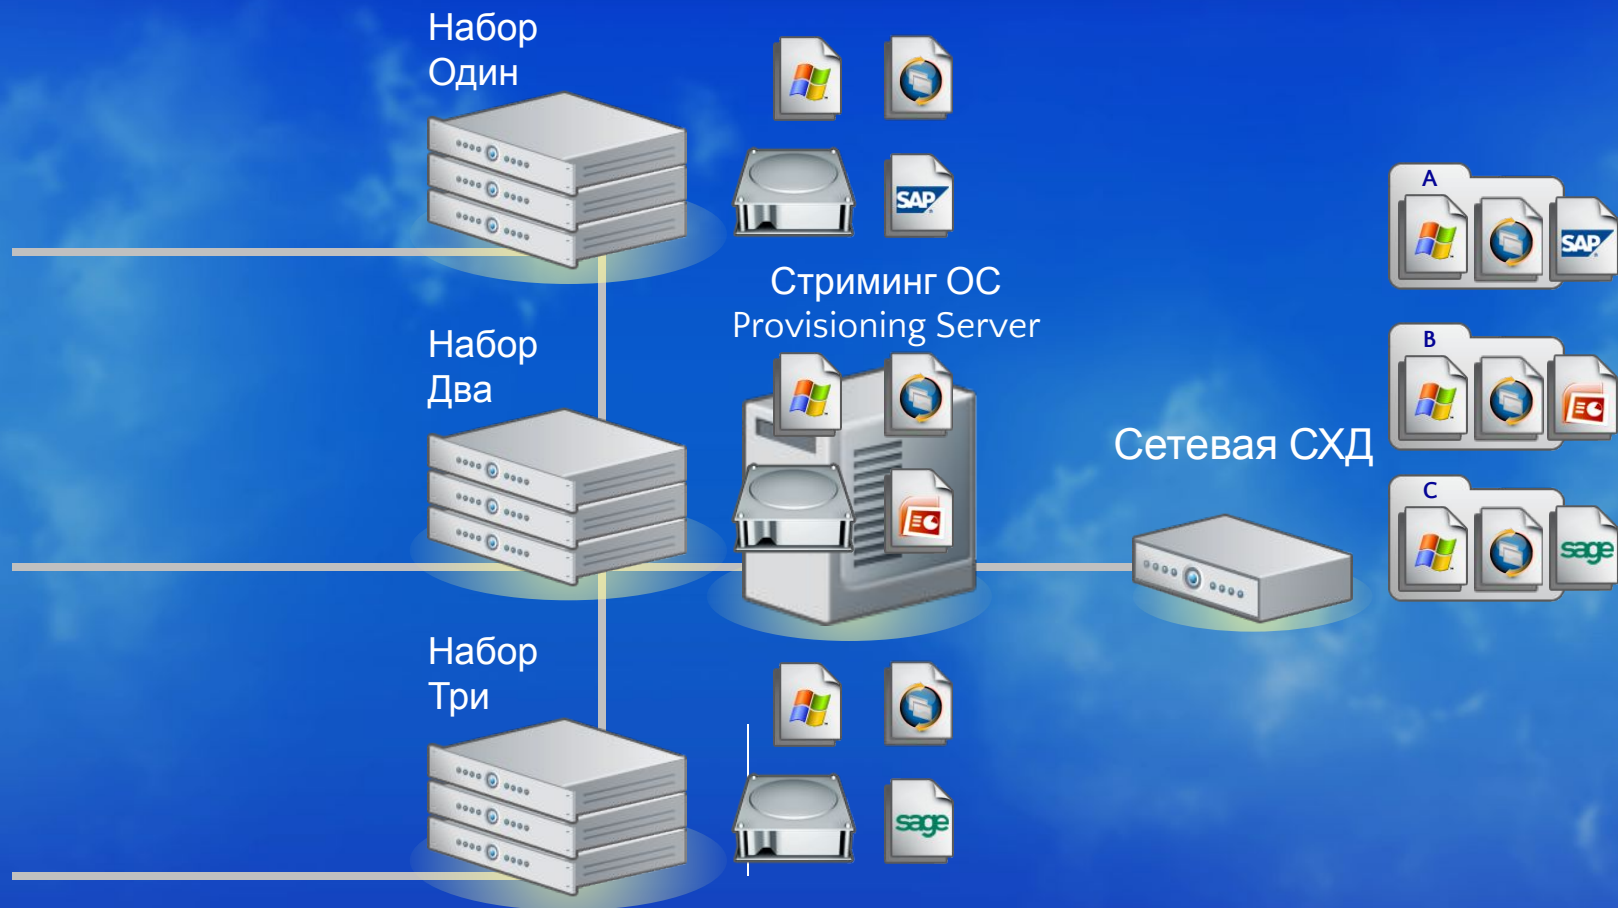 Набор
Один
SAP
Стриминг ОС
Provisioning Server
Набор
Два
Сетевая СХД
A
SAP
B
C
sage
Набор
Три
sage